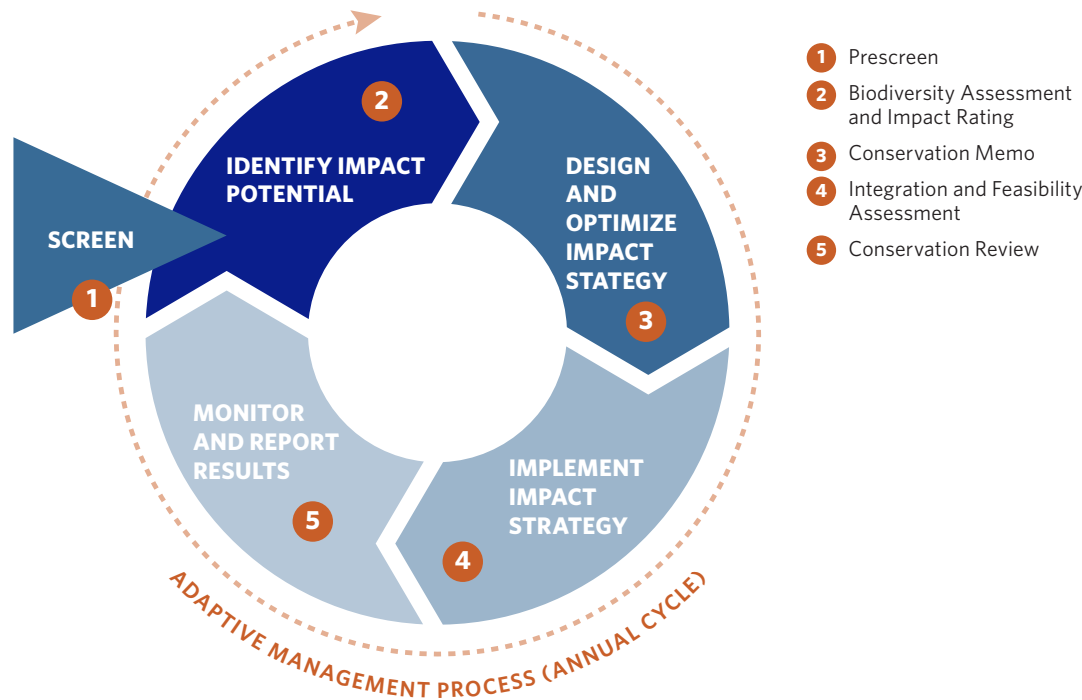 SCREEN
1
2
IDENTIFY IMPACT
POTENTIAL
DESIGN
AND
OPTIMIZE
IMPACT
STATEGY
3
IMPLEMENT
IMPACT
STRATEGY
4
MONITOR
AND REPORT
RESULTS
5
ADAPTIVE MANAGEMENT PROCESS (ANNUAL CYCLE)
1 Prescreen
2 Biodiversity Assessment
and Impact Rating
3 Conservation Memo
4 Integration and Feasibility
Assessment
5 Conservation Review